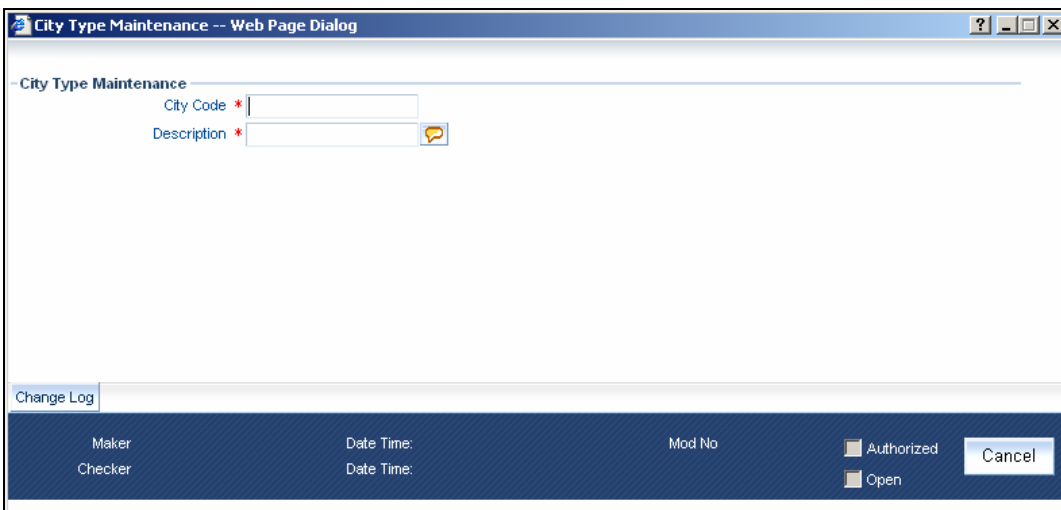 City Type Maintenance -- Web Page Dialog
City Type Maintenance
City Code *
Description *
Change Log
Maker Date Time: Mod No Authorized Cancel
Checker Date Time: Open